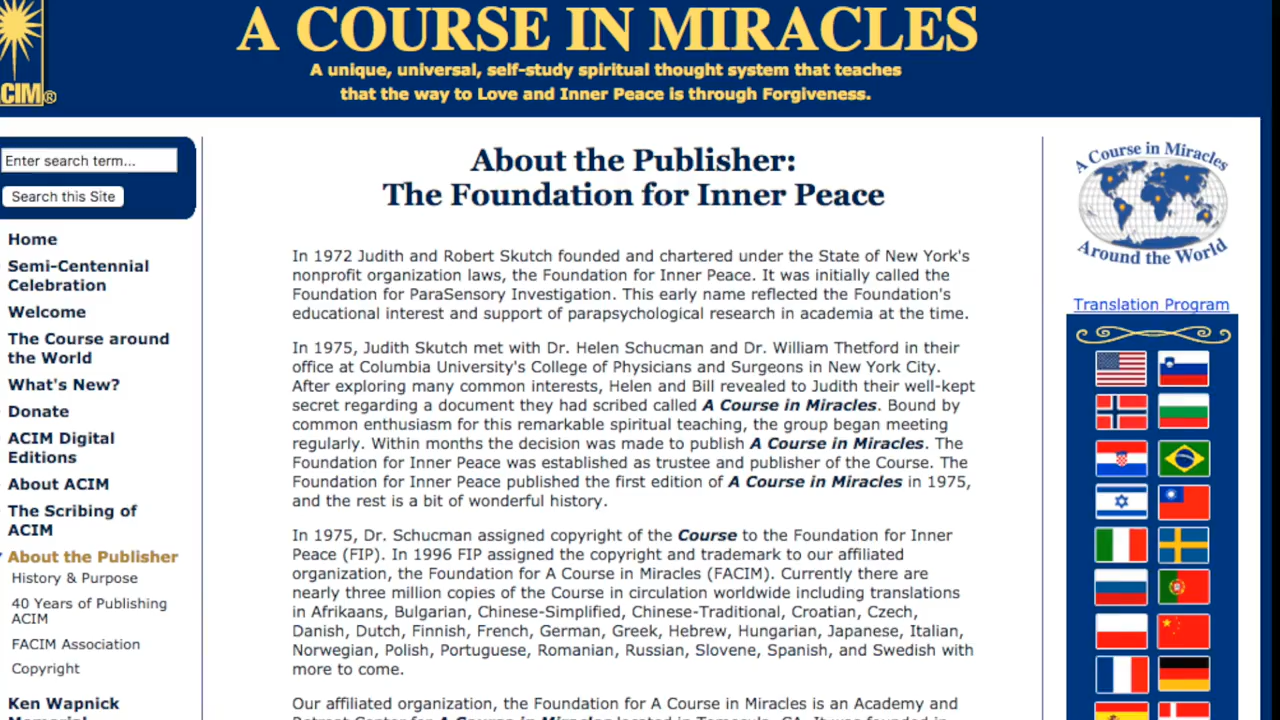 A COURSE IN MIRACLES
A unique, universal, self-study spiritual thought system that teaches
that the way to Love and Inner Peace is through Forgiveness.
ACIM®
Enter search term...
Search this Site
Home
Semi-Centennial
Celebration
Welcome
The Course around
the World
What's New?
Donate
ACIM Digital
Editions
About ACIM
The Scribing of
ACIM
About the Publisher
History & Purpose
40 Years of Publishing
ACIM
FACIM Association
Copyright
Ken Wapnick
Memorial
About the Publisher:
The Foundation for Inner Peace
In 1972 Judith and Robert Skutch founded and chartered under the State of New York's
nonprofit organization laws, the Foundation for Inner Peace. It was initially called the
Foundation for ParaSensory Investigation. This early name reflected the Foundation's
educational interest and support of parapsychological research in academia at the time.
In 1975, Judith Skutch met with Dr. Helen Schucman and Dr. William Thetford in their
office at Columbia University's College of Physicians and Surgeons in New York City.
After exploring many common interests, Helen and Bill revealed to Judith their well-kept
secret regarding a document they had scribed called A Course in Miracles. Bound by
common enthusiasm for this remarkable spiritual teaching, the group began meeting
regularly. Within months the decision was made to publish A Course in Miracles. The
Foundation for Inner Peace was established as trustee and publisher of the Course. The
Foundation for Inner Peace published the first edition of A Course in Miracles in 1975,
and the rest is a bit of wonderful history.
In 1975, Dr. Schucman assigned copyright of the Course to the Foundation for Inner
Peace (FIP). In 1996 FIP assigned the copyright and trademark to our affiliated
organization, the Foundation for A Course in Miracles (FACIM). Currently there are
nearly three million copies of the Course in circulation worldwide including translations
in Afrikaans, Bulgarian, Chinese-Simplified, Chinese-Traditional, Croatian, Czech,
Danish, Dutch, Finnish, French, German, Greek, Hebrew, Hungarian, Japanese, Italian,
Norwegian, Polish, Portuguese, Romanian, Russian, Slovene, Spanish, and Swedish with
more to come.
Our affiliated organization, the Foundation for A Course in Miracles is an Academy and
Retreat Center for A Course in Miracles located in Temecula, CA. It was founded in
A Course in Miracles
Around the World
Translation Program